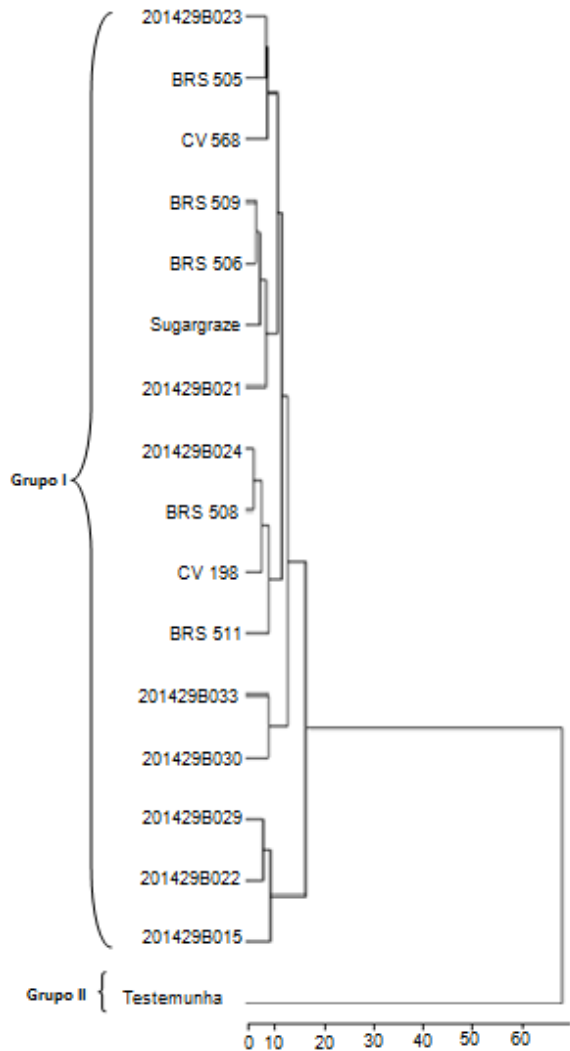 201429B023
BRS 505
CV 568
BRS 509
BRS 506
Sugargraze
201429B021
201429B024
Grupo I
BRS 508
CV 198
BRS 511
201429B033
201429B030
201429B029
201429B022
201429B015
Grupo II Testemunha
0 10 20 30 40 50 60